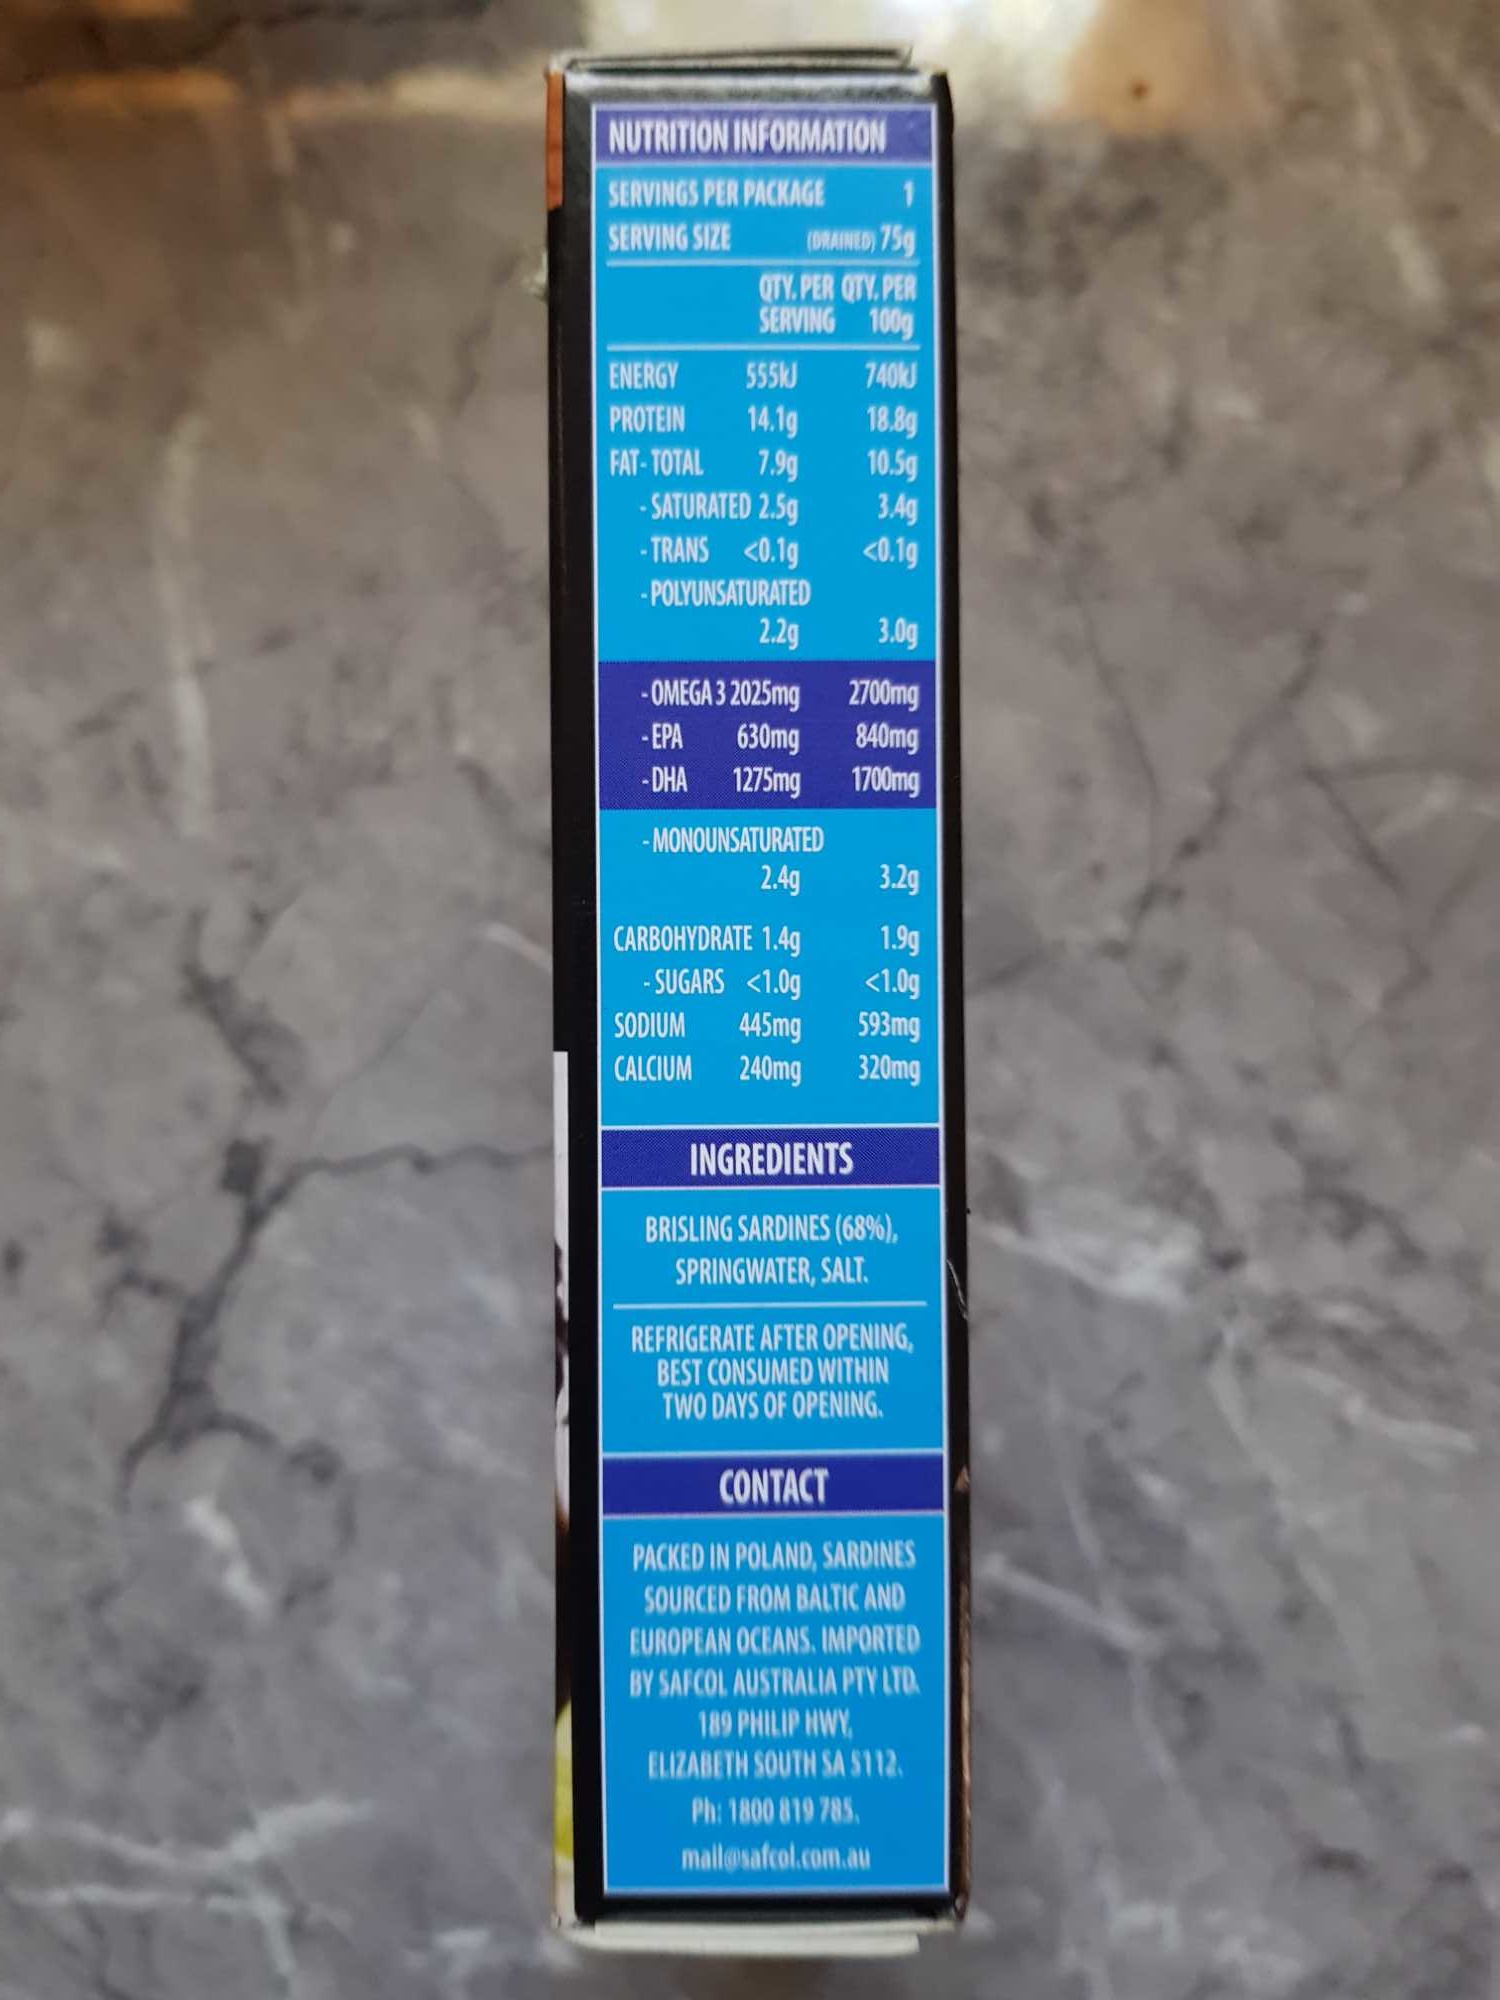 NUTRITION INFORMATION
SERVINGS PER PACKAGE 1
SERVING SIZE (DRAINED) 75g
QTY. PER QTY. PER
SERVING 100g
ENERGY 555kJ 740kJ
PROTEIN 14.1g 18.8g
FAT - TOTAL 7.9g 10.5g
- SATURATED 2.5g 3.4g
- TRANS <0.1g <0.1g
- POLYUNSATURATED
2.2g 3.0g
- OMEGA 3 2025mg 2700mg
- EPA 630mg 840mg
- DHA 1275mg 1700mg
- MONOUNSATURATED
2.4g 3.2g
CARBOHYDRATE 1.4g 1.9g
- SUGARS <1.0g <1.0g
SODIUM 445mg 593mg
CALCIUM 240mg 320mg
INGREDIENTS
BRISLING SARDINES (68%),
SPRINGWATER, SALT.
REFRIGERATE AFTER OPENING,
BEST CONSUMED WITHIN
TWO DAYS OF OPENING.
CONTACT
PACKED IN POLAND, SARDINES
SOURCED FROM BALTIC AND
EUROPEAN OCEANS. IMPORTED
BY SAFCOL AUSTRALIA PTY LTD.
189 PHILIP HWY,
ELIZABETH SOUTH SA 5112.
Ph: 1800 819 785.
mail@safcol.com.au